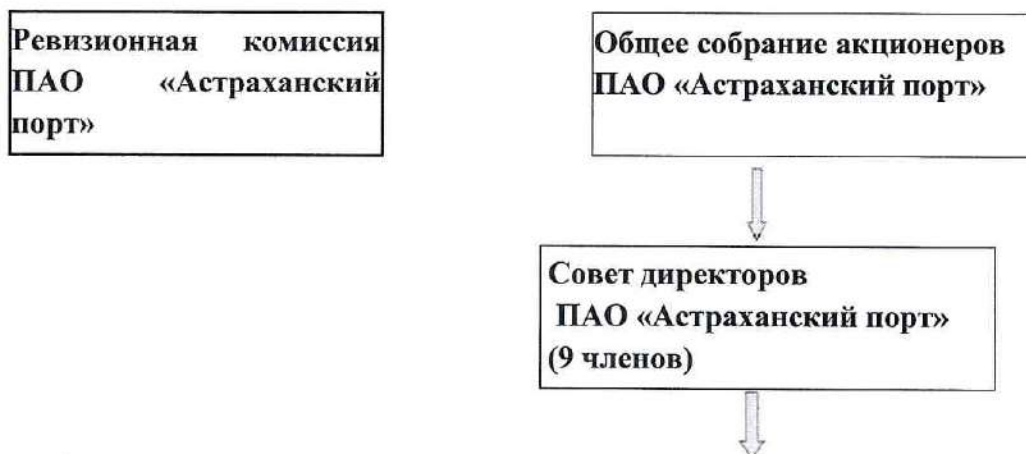 Ревизионная комиссия
ПАО «Астраханский
порт»
Общее собрание акционеров
ПАО «Астраханский порт»
Совет директоров
ПАО «Астраханский порт»
(9 членов)